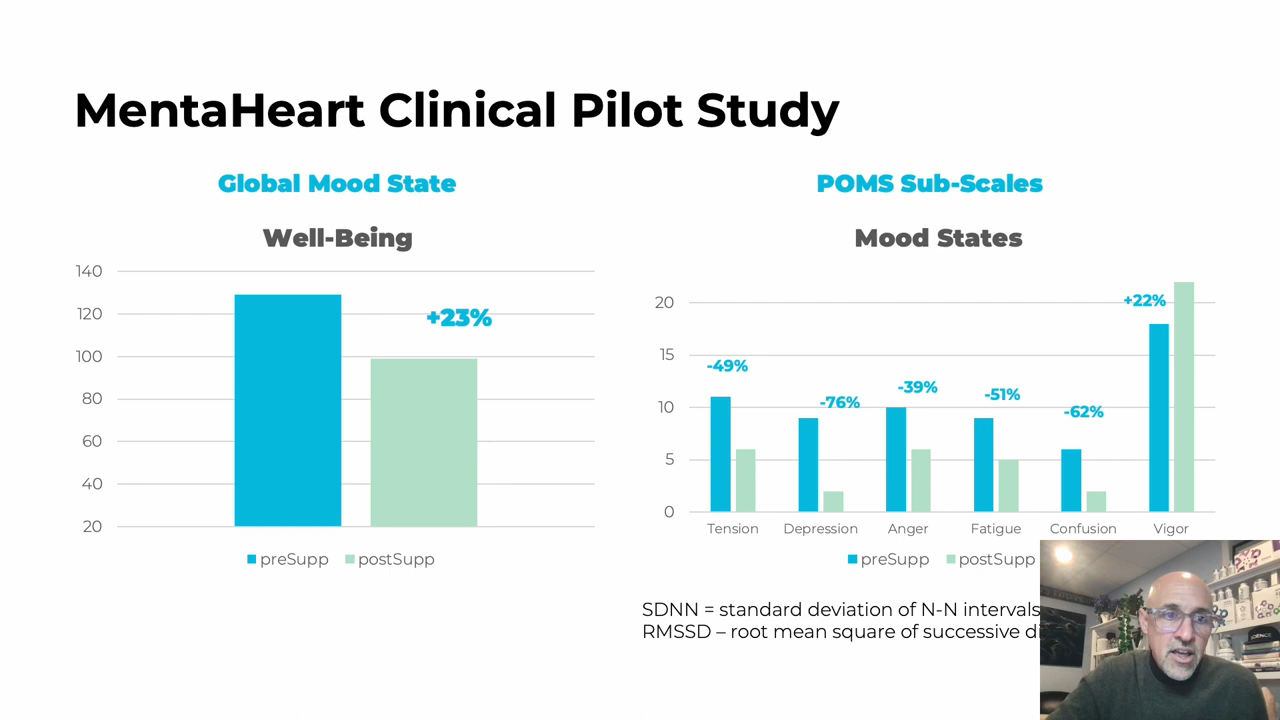 MentaHeart Clinical Pilot Study
Global Mood State
POMS Sub-Scales
Well-Being
140
120
100
80
60
40
20
+23%
preSupp postSupp
Mood States
20
15
10
5
0
-49%
-76%
-39%
-51%
-62%
+22%
Tension Depression Anger Fatigue Confusion Vigor
preSupp postSupp
SDNN = standard deviation of N-N intervals
RMSSD – root mean square of successive
SCIENCE